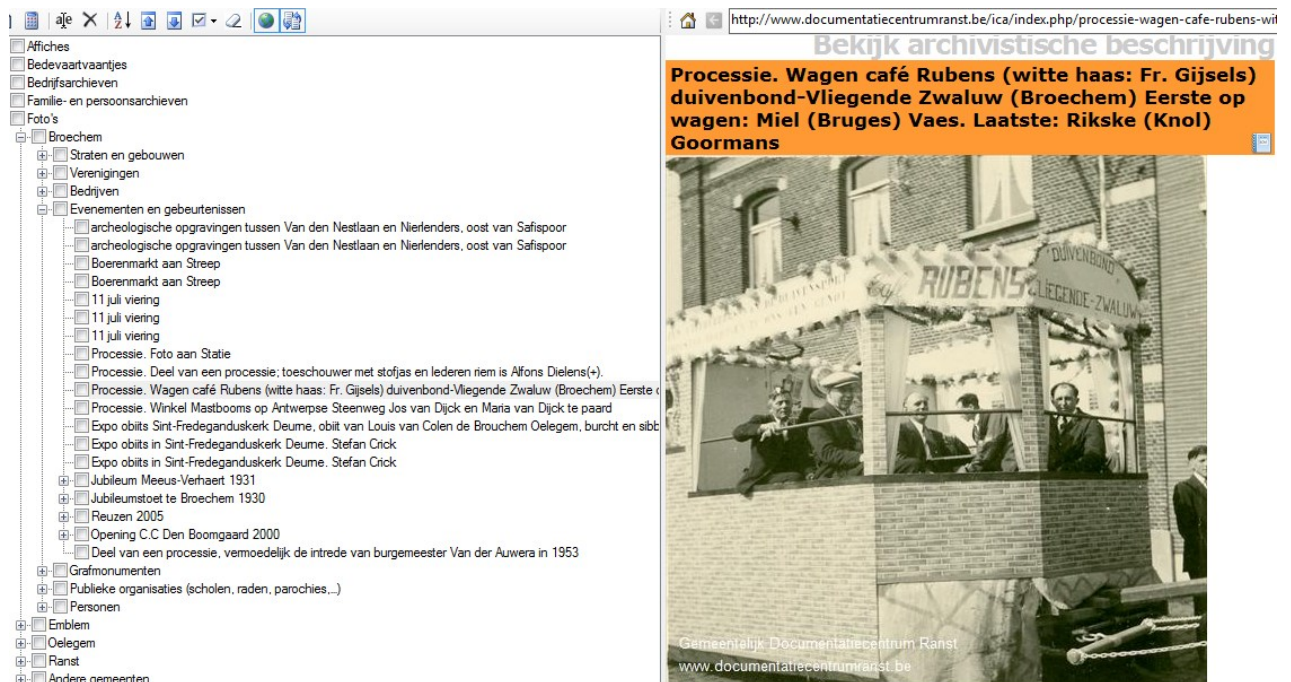 Affiches
Bedevaartvaantjes
Bedrijfsarchieven
Familie- en persoonsarchieven
Foto's
Broechem
Straten en gebouwen
Verenigingen
Bedrijven
Evenementen en gebeurtenissen
archeologische opgravingen tussen Van den Nestlaan en Nierlenders, oost van Safispoor
archeologische opgravingen tussen Van den Nestlaan en Nierlenders, oost van Safispoor
Boerenmarkt aan Streep
Boerenmarkt aan Streep
11 juli viering
11 juli viering
11 juli viering
Processie. Foto aan Statie
Processie. Deel van een processie; toeschouwer met stofjas en lederen riem is Alfons Dielens(+).
Processie. Wagen café Rubens (witte haas: Fr. Gijsels) duivenbond-Vliegende Zwaluw (Broechem) Eerste
Processie. Winkel Mastbooms op Antwerpse Steenweg Jos van Dijck en Maria van Dijck te paard
Expo obiits Sint-Fredeganduskerk Deurne, obiit van Louis van Colen de Brouchem Oelegem, burcht en sibb
Expo obiits in Sint-Fredeganduskerk Deurne. Stefan Crick
Expo obiits in Sint-Fredeganduskerk Deurne. Stefan Crick
Jubileum Meeus-Verhaert 1931
Jubileumstoet te Broechem 1930
Reuzen 2005
Opening C.C Den Boomgaard 2000
Deel van een processie, vermoedelijk de intrede van burgemeester Van der Auwera in 1953
Grafmonumenten
Publieke organisaties (scholen, raden, parochies,...)
Personen
Emblem
Oelegem
Ranst
Andere gemeenten
http://www.documentatiecentrumranst.be/ica/index.php/processie-wagen-cafe-rubens-wit
Bekijk archivistische beschrijving
Processie. Wagen café Rubens (witte haas: Fr. Gijsels)
duivenbond-Vliegende Zwaluw (Broechem) Eerste op
wagen: Miel (Bruges) Vaes. Laatste: Rikske (Knol)
Goormans
DUIVENBOND
Café RUBENS
LIEGENDE-ZWALUW
DUIVENSPORT
Gemeentelijk Documentatiecentrum Ranst
www.documentatiecentrumranst.be